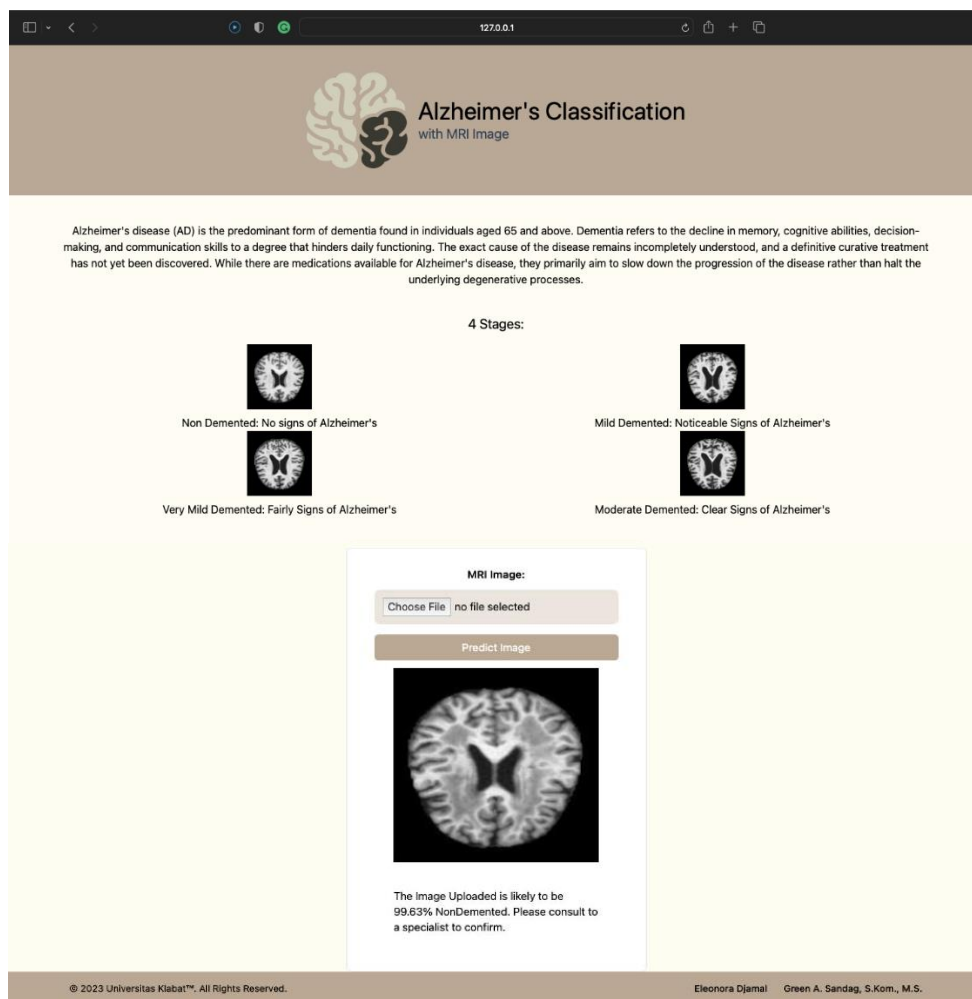 127.0.0.1
Alzheimer's Classification
with MRI Image
Alzheimer's disease (AD) is the predominant form of dementia found in individuals aged 65 and above. Dementia refers to the decline in memory, cognitive abilities, decision-
making, and communication skills to a degree that hinders daily functioning. The exact cause of the disease remains incompletely understood, and a definitive curative treatment
has not yet been discovered. While there are medications available for Alzheimer's disease, they primarily aim to slow down the progression of the disease rather than halt the
underlying degenerative processes.
4 Stages:
Non Demented: No signs of Alzheimer's
Mild Demented: Noticeable Signs of Alzheimer's
Very Mild Demented: Fairly Signs of Alzheimer's
Moderate Demented: Clear Signs of Alzheimer's
MRI Image:
Choose File no file selected
Predict Image
The Image Uploaded is likely to be
99.63% NonDemented. Please consult to
a specialist to confirm.
© 2023 Universitas Klabat™. All Rights Reserved.
Eleonora Djamal Green A. Sandag, S.Kom., M.S.